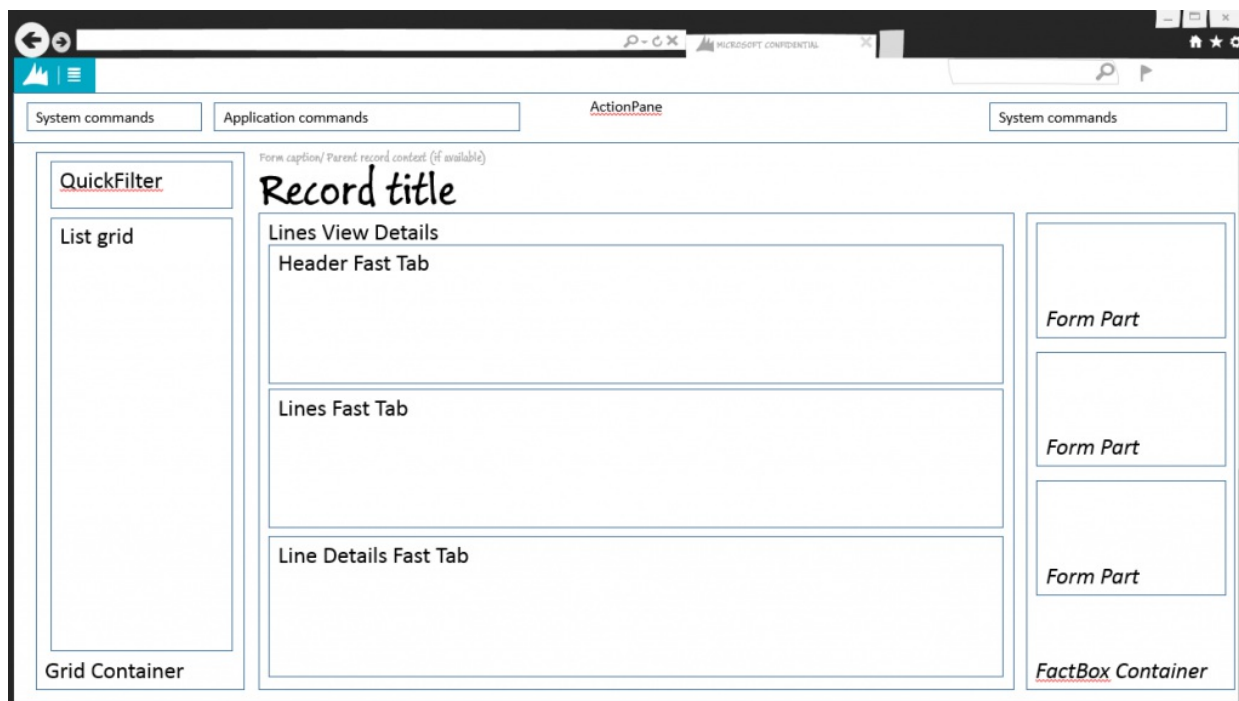 MICROSOFT CONFIDENTIAL
System commands
Application commands
ActionPane
System commands
QuickFilter
List grid
Grid Container
Form caption/ Parent record context (if available)
Record title
Lines View Details
Header Fast Tab
Lines Fast Tab
Line Details Fast Tab
Form Part
Form Part
Form Part
FactBox Container